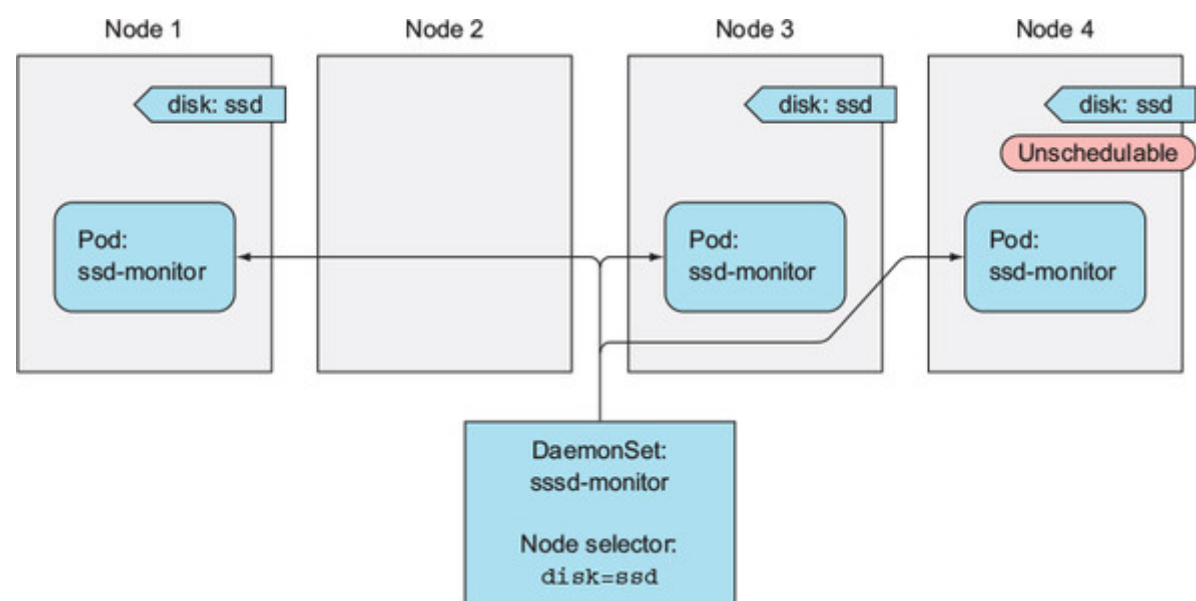 Node 1
Node 2
Node 3
Node 4
disk: ssd
disk: ssd
disk: ssd
Unschedulable
Pod:
ssd-monitor
Pod:
ssd-monitor
Pod:
ssd-monitor
DaemonSet:
sssd-monitor
Node selector:
disk=ssd